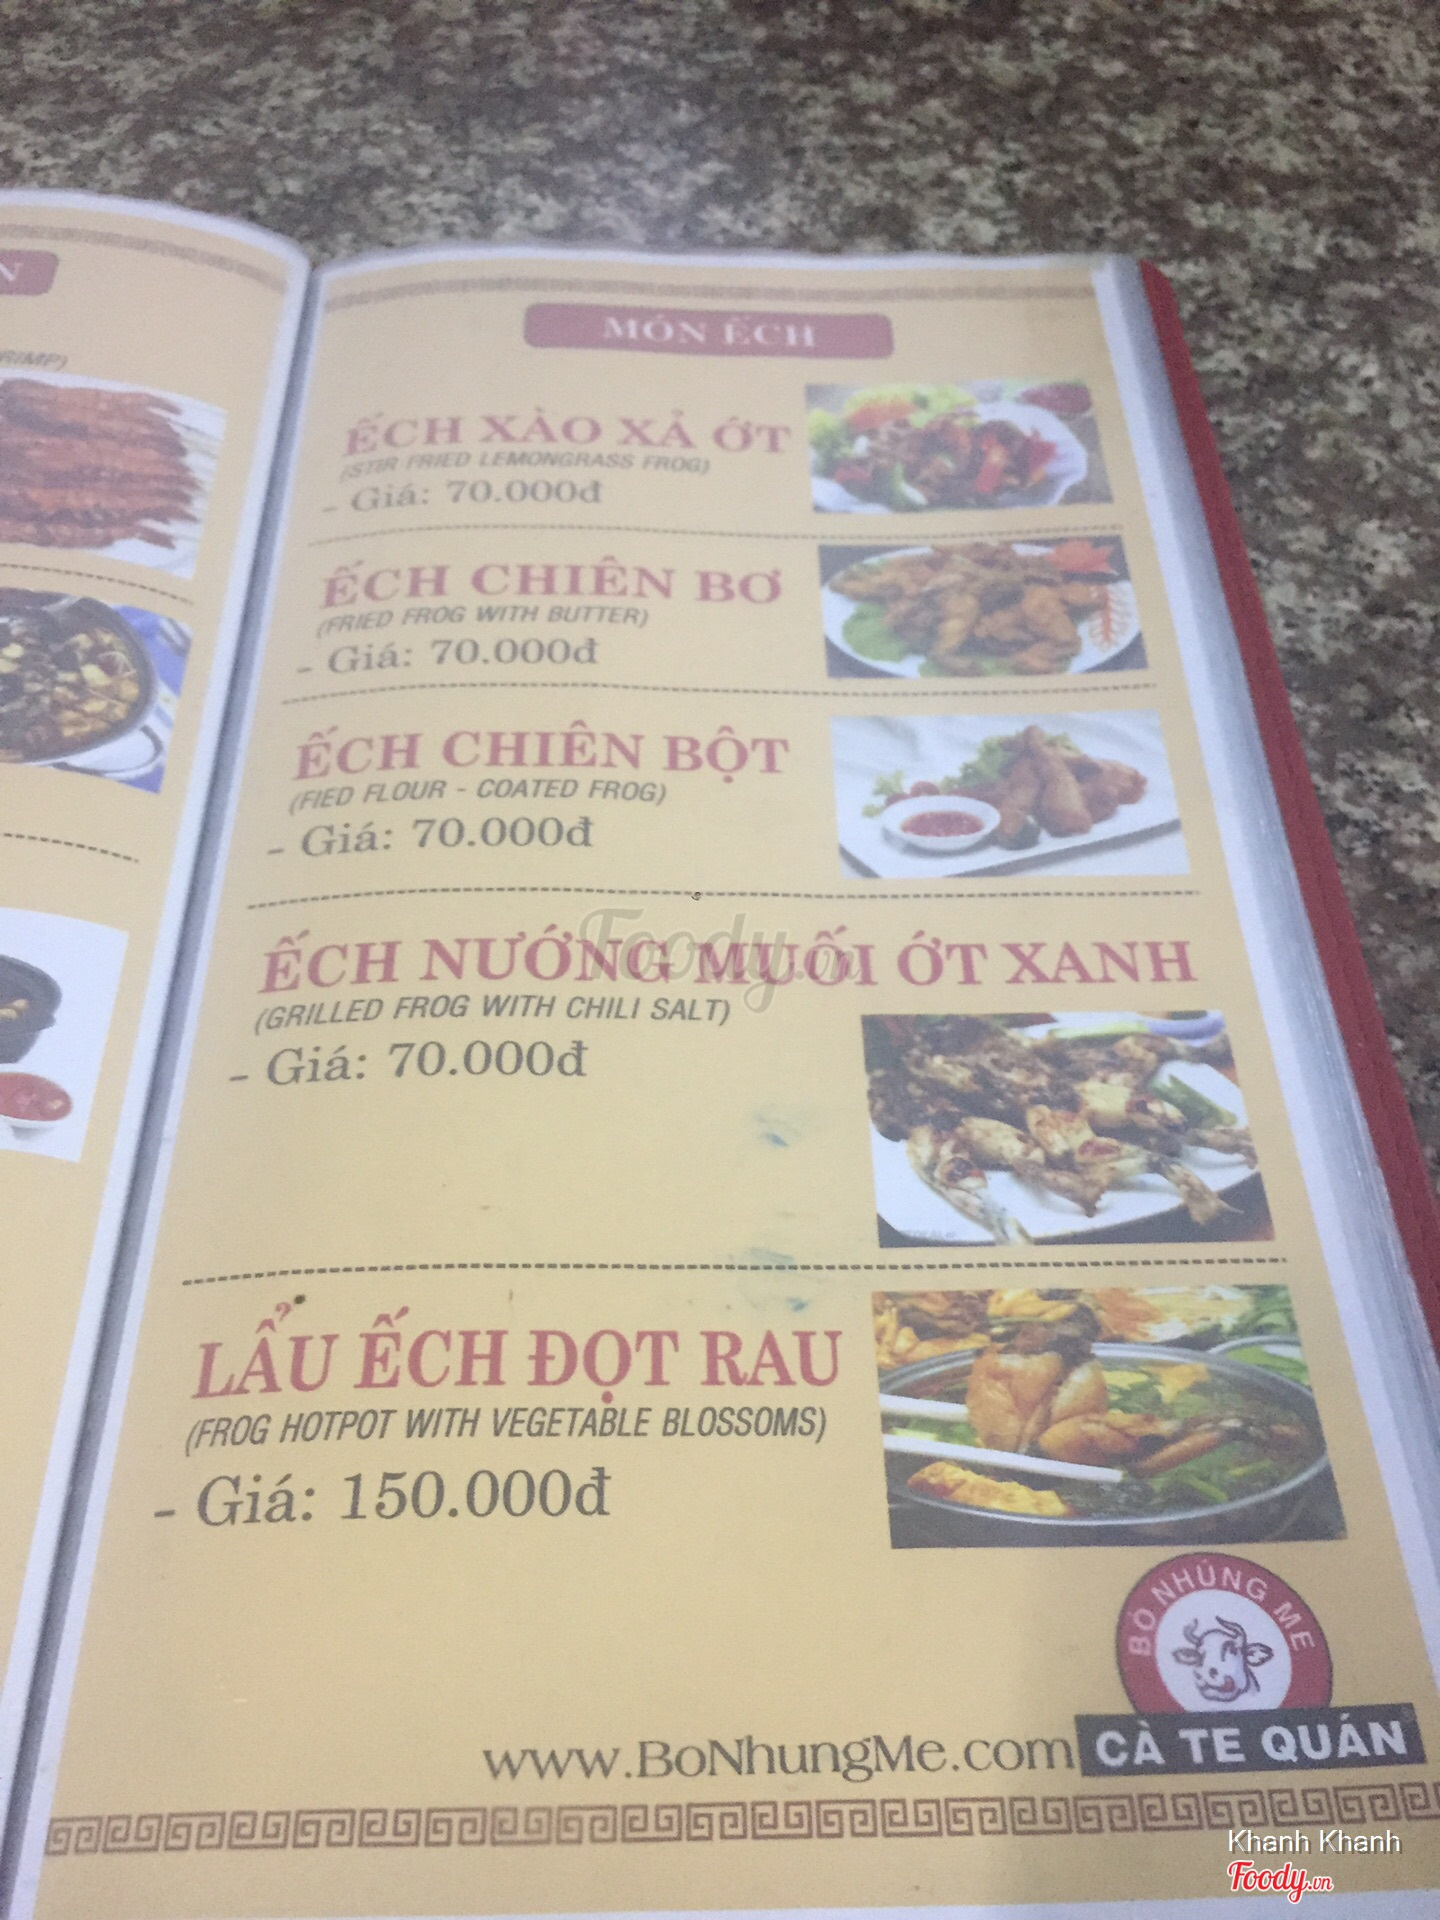 N
RIMP)
MÓN ẾCH
ẾCH XÀO XẢ ỚT
(STIR FRIED LEMONGRASS FROG)
- Giá: 70.000đ
ẾCH CHIÊN BƠ
(FRIED FROG WITH BUTTER)
- Giá: 70.000đ
ẾCH CHIÊN BỘT
(FIED FLOUR - COATED FROG)
- Giá: 70.000đ
ẾCH NƯỚNG MUỐI ỚT XANH
(GRILLED FROG WITH CHILI SALT)
- Giá: 70.000đ
Foody.vn
LẨU ẾCH ĐỌT RAU
(FROG HOTPOT WITH VEGETABLE BLOSSOMS)
- Giá: 150.000đ
BÒ NHÚNG ME
www.BoNhungMe.com
CÀ TE QUÁN
Khanh Khanh
Foody.vn